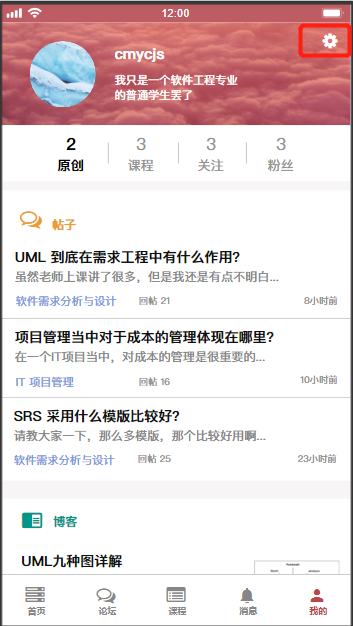 12:00
cmycjs
我只是一个软件工程专业
的普通学生罢了
2 3 3 3
原创 课程 关注 粉丝
帖子
UML 到底在需求工程中有什么作用?
虽然老师上课讲了很多，但是我还是有点不明白...
软件需求分析与设计 回帖 21 8小时前
项目管理当中对于成本的管理体现在哪里?
在一个IT项目当中，对成本的管理是很重要的...
IT 项目管理 回帖 16 10小时前
SRS 采用什么模版比较好?
请教大家一下，那么多模版，那个比较好用啊...
软件需求分析与设计 回帖 25 23小时前
博客
UML九种图详解
首页 论坛 课程 消息 我的